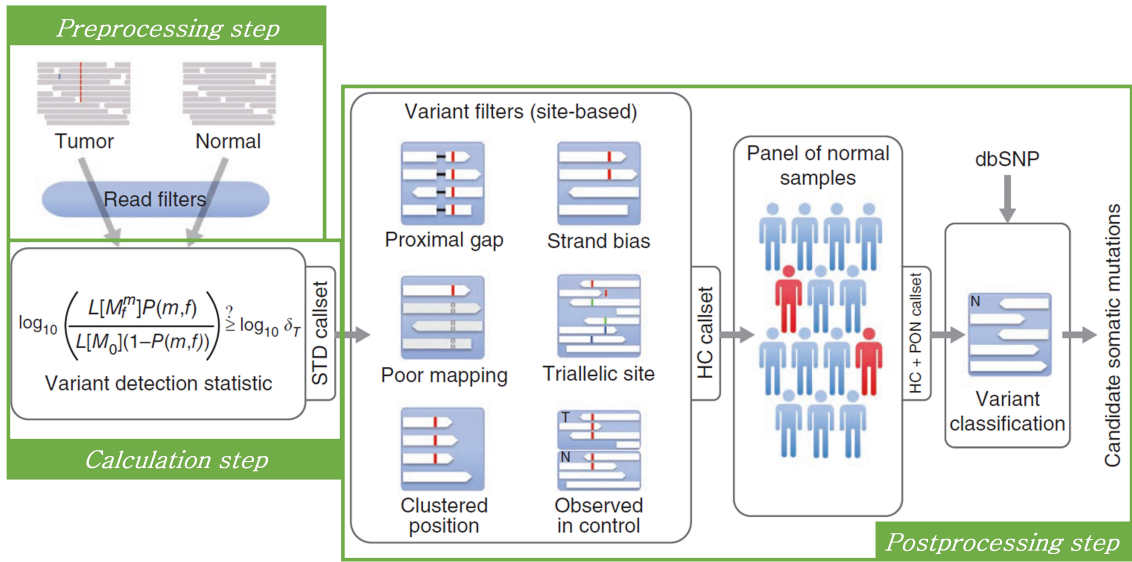 Preprocessing step
Tumor
Normal
Read filters
log₁₀ ( L[Mᵐ_f]P(m,f) / L[M₀](1−P(m,f)) ) ≥? log₁₀ δ_T
Variant detection statistic
STD callset
Calculation step
Variant filters (site-based)
Proximal gap
Strand bias
Poor mapping
Triallelic site
T
N
Clustered
position
Observed
in control
HC callset
Panel of normal
samples
HC + PON callset
dbSNP
N
Variant
classification
Candidate somatic mutations
Postprocessing step